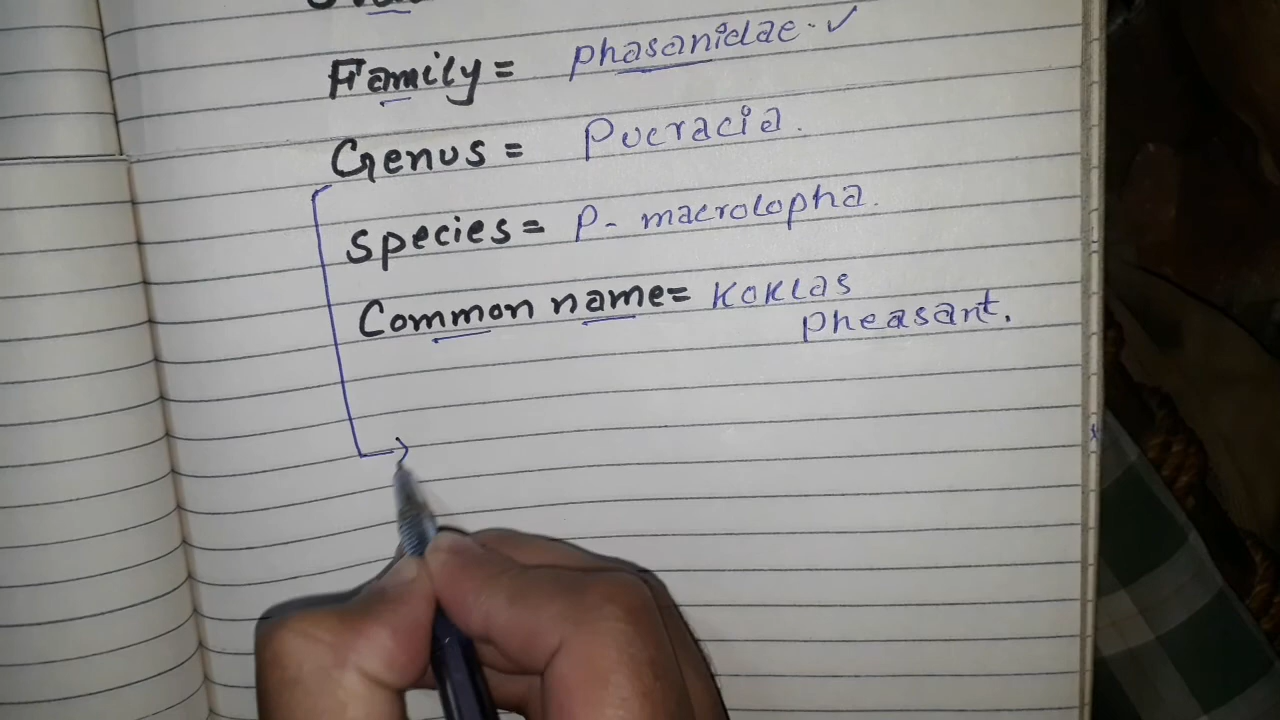 Family = phasanidae. ✓
Genus = Pucracia.
Species = P- macrolopha.
Common name = Koklas
Pheasant.